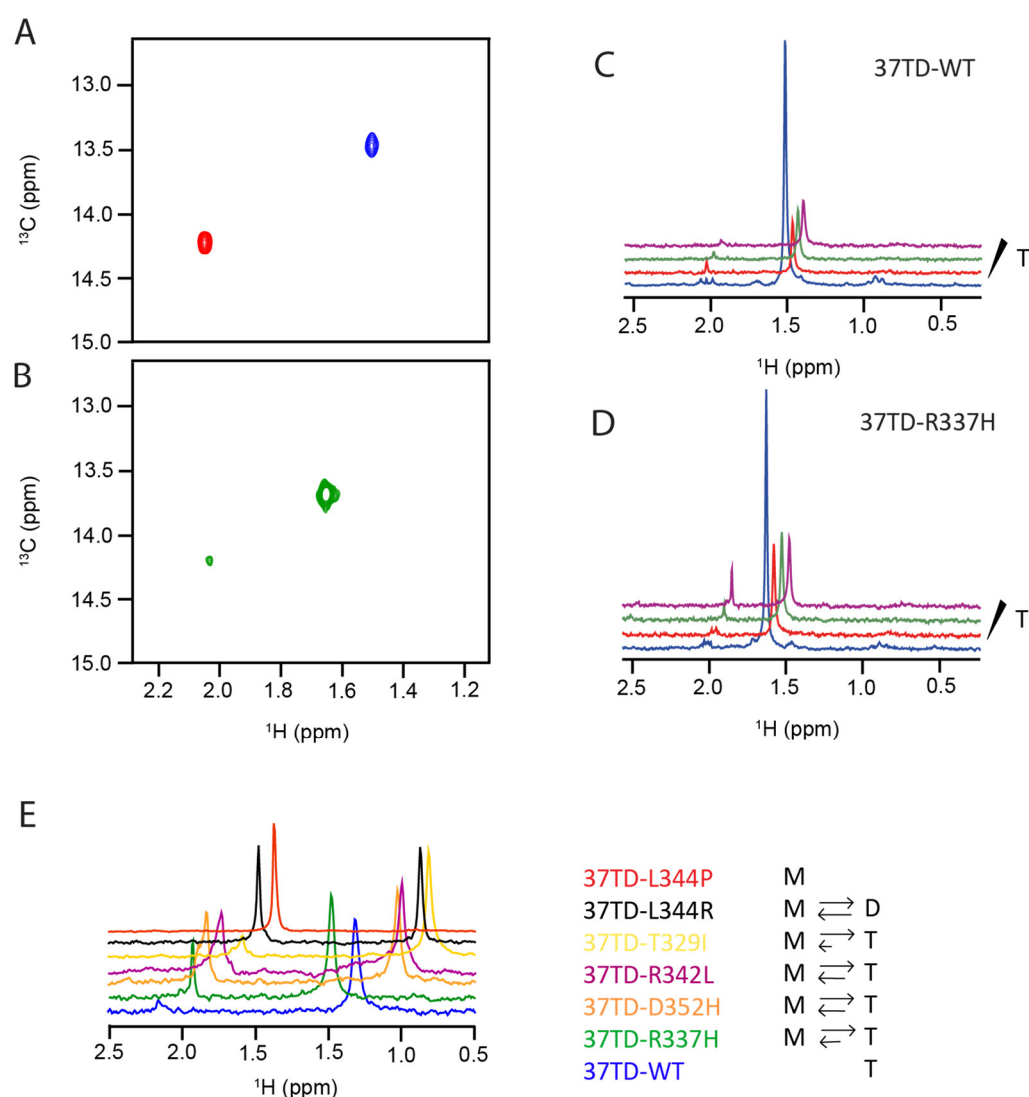 A
13.0
13.5
14.0
14.5
15.0
¹³C (ppm)
B
13.0
13.5
14.0
14.5
15.0
¹³C (ppm)
2.2 2.0 1.8 1.6 1.4 1.2
¹H (ppm)
C
37TD-WT
T
2.5 2.0 1.5 1.0 0.5
¹H (ppm)
D
37TD-R337H
T
2.5 2.0 1.5 1.0 0.5
¹H (ppm)
E
2.5 2.0 1.5 1.0 0.5
¹H (ppm)
37TD-L344P M
37TD-L344R M ⇌ D
37TD-T329I M ⇌ T
37TD-R342L M ⇌ T
37TD-D352H M ⇌ T
37TD-R337H M ⇌ T
37TD-WT T